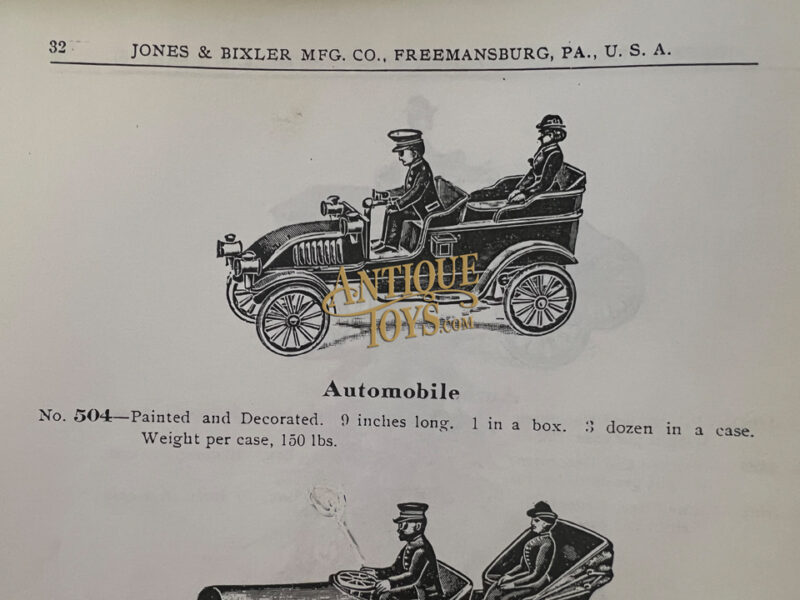 32
JONES & BIXLER MFG. CO., FREEMANSBURG, PA., U. S. A.
ANTIQUE
TOYS.COM
Automobile
No. 504—Painted and Decorated. 9 inches long. 1 in a box. 3 dozen in a case.
Weight per case, 150 lbs.